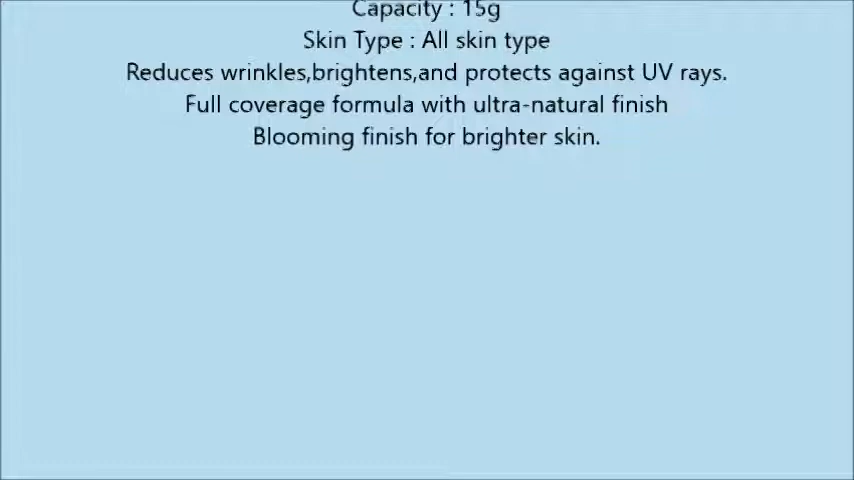 Capacity : 15g
Skin Type : All skin type
Reduces wrinkles,brightens,and protects against UV rays.
Full coverage formula with ultra-natural finish
Blooming finish for brighter skin.